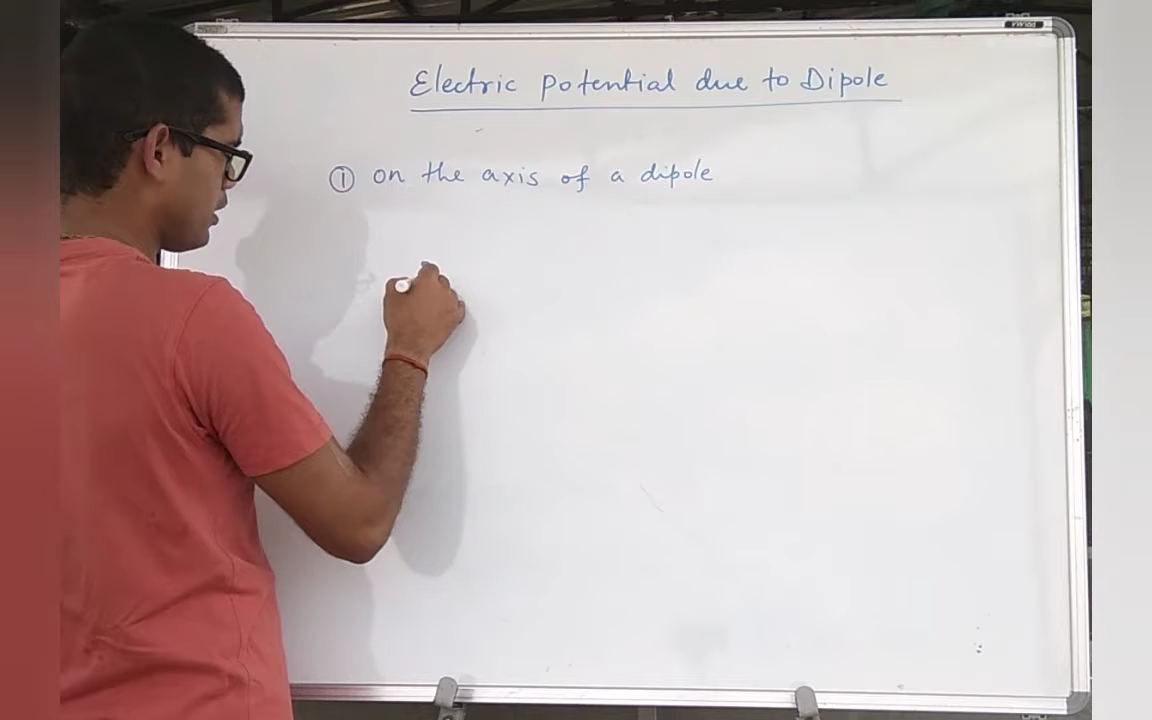 Electric potential due to Dipole
① on the axis of a dipole